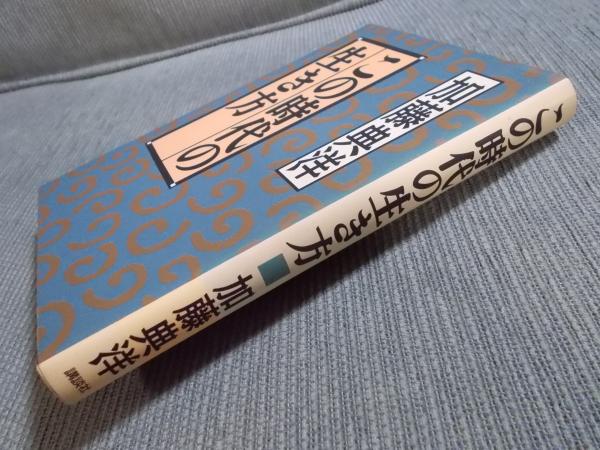 この時代の
生き方
加藤典洋
この時代の生き方■加藤典洋
講談社